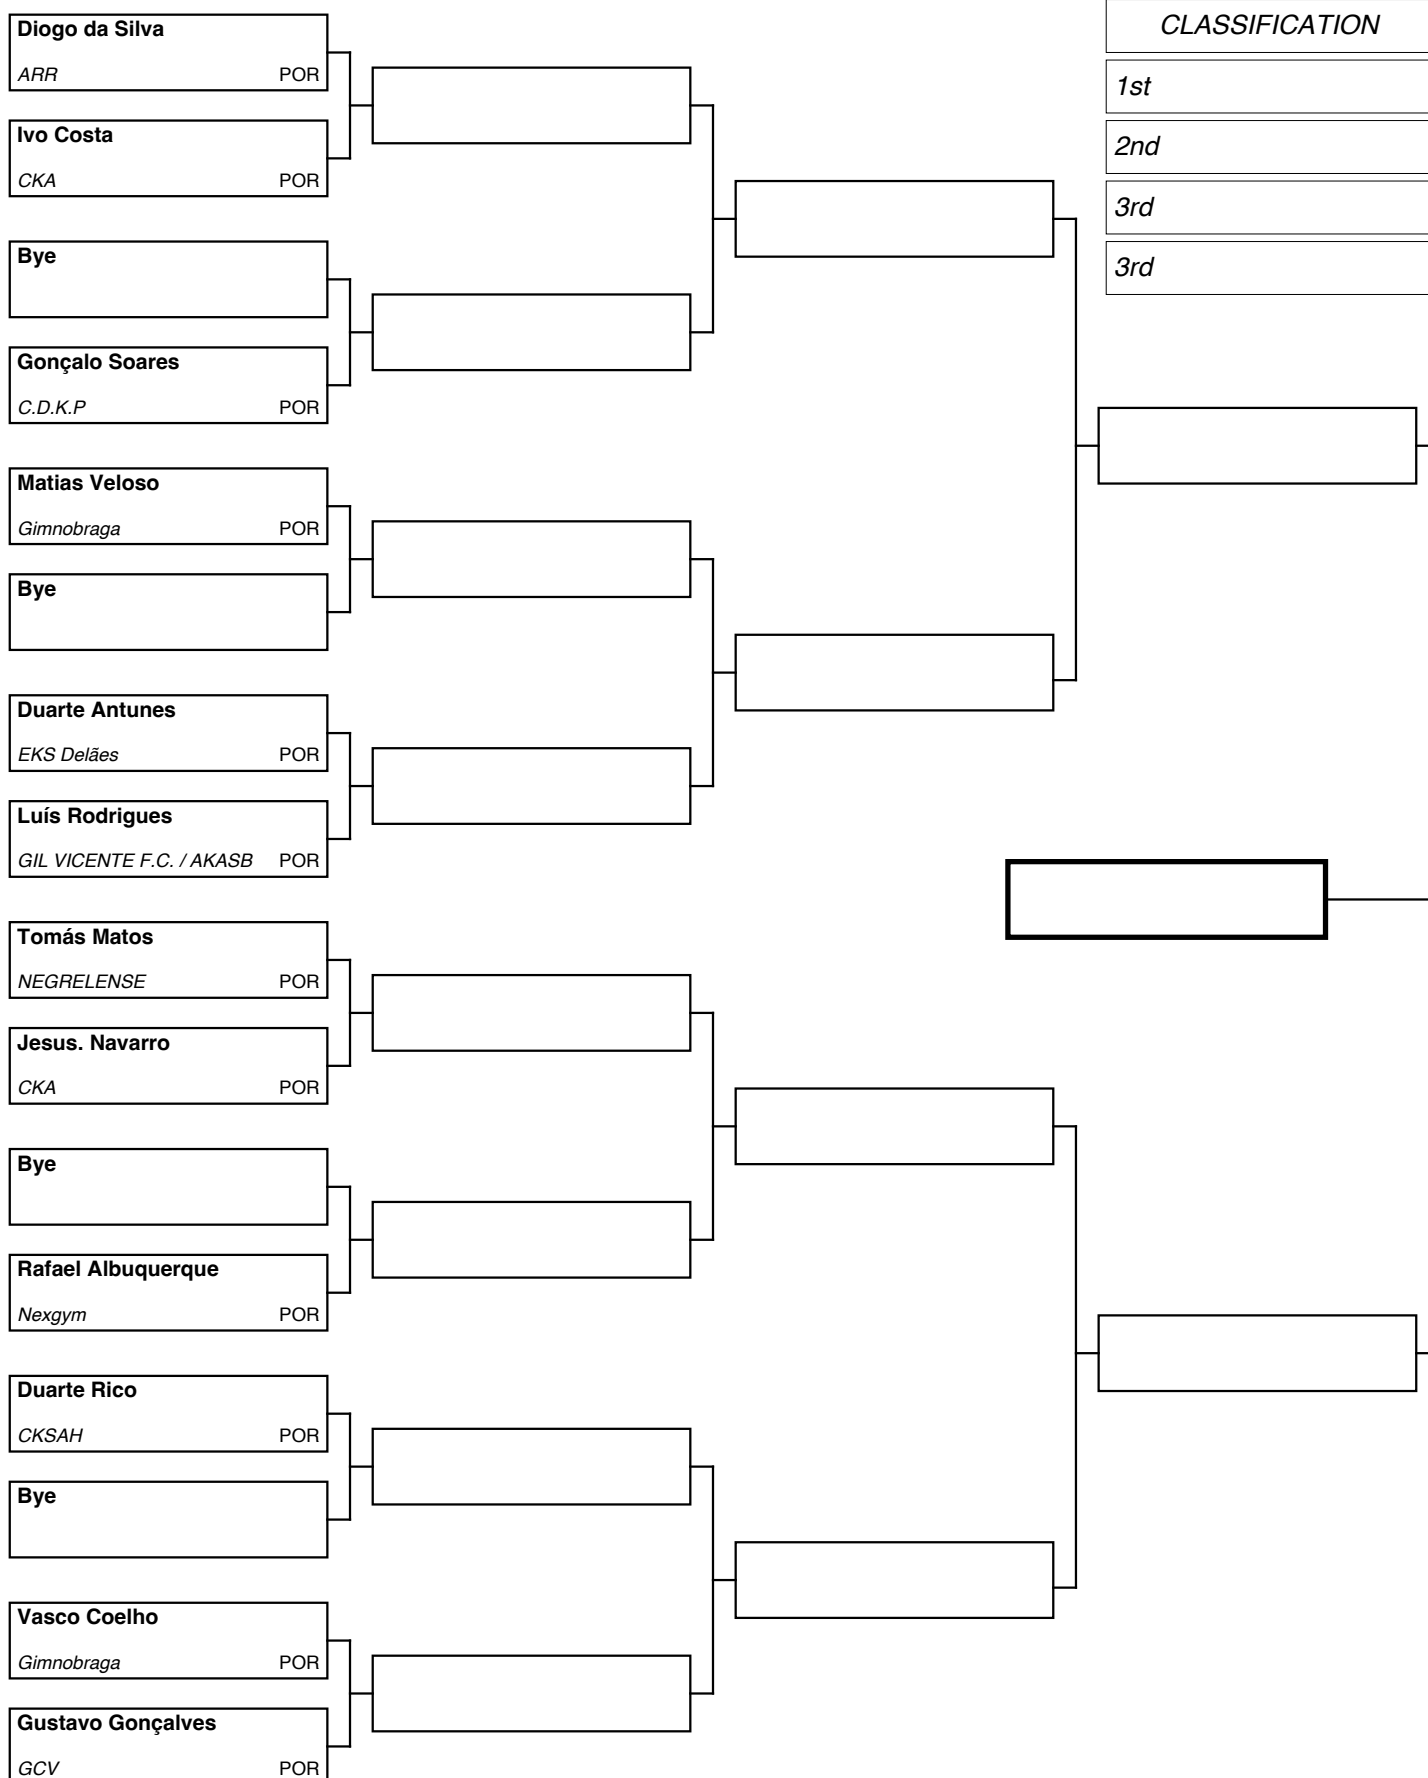 Diogo da Silva
ARR POR
Ivo Costa
CKA POR
Bye
Gonçalo Soares
C.D.K.P POR
Matias Veloso
Gimnobraga POR
Bye
Duarte Antunes
EKS Delães POR
Luís Rodrigues
GIL VICENTE F.C. / AKASB POR
Tomás Matos
NEGRELENSE POR
Jesus. Navarro
CKA POR
Bye
Rafael Albuquerque
Nexgym POR
Duarte Rico
CKSAH POR
Bye
Vasco Coelho
Gimnobraga POR
Gustavo Gonçalves
GCV POR
CLASSIFICATION
1st
2nd
3rd
3rd